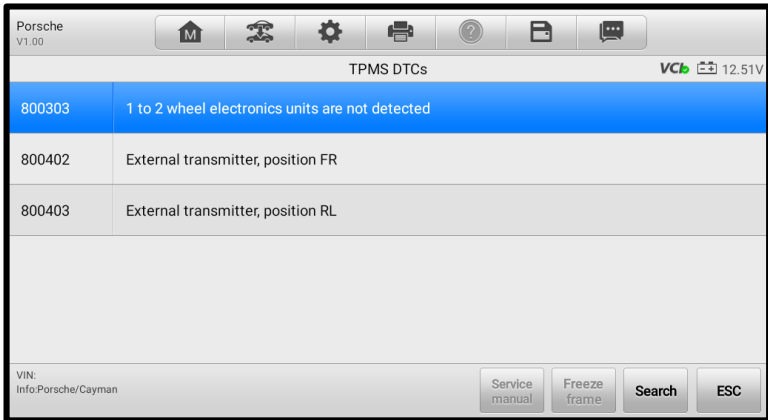 Porsche
V1.00
M
?
TPMS DTCs
VCI 12.51V
800303 1 to 2 wheel electronics units are not detected
800402 External transmitter, position FR
800403 External transmitter, position RL
VIN:
Info:Porsche/Cayman
Service manual
Freeze frame
Search
ESC